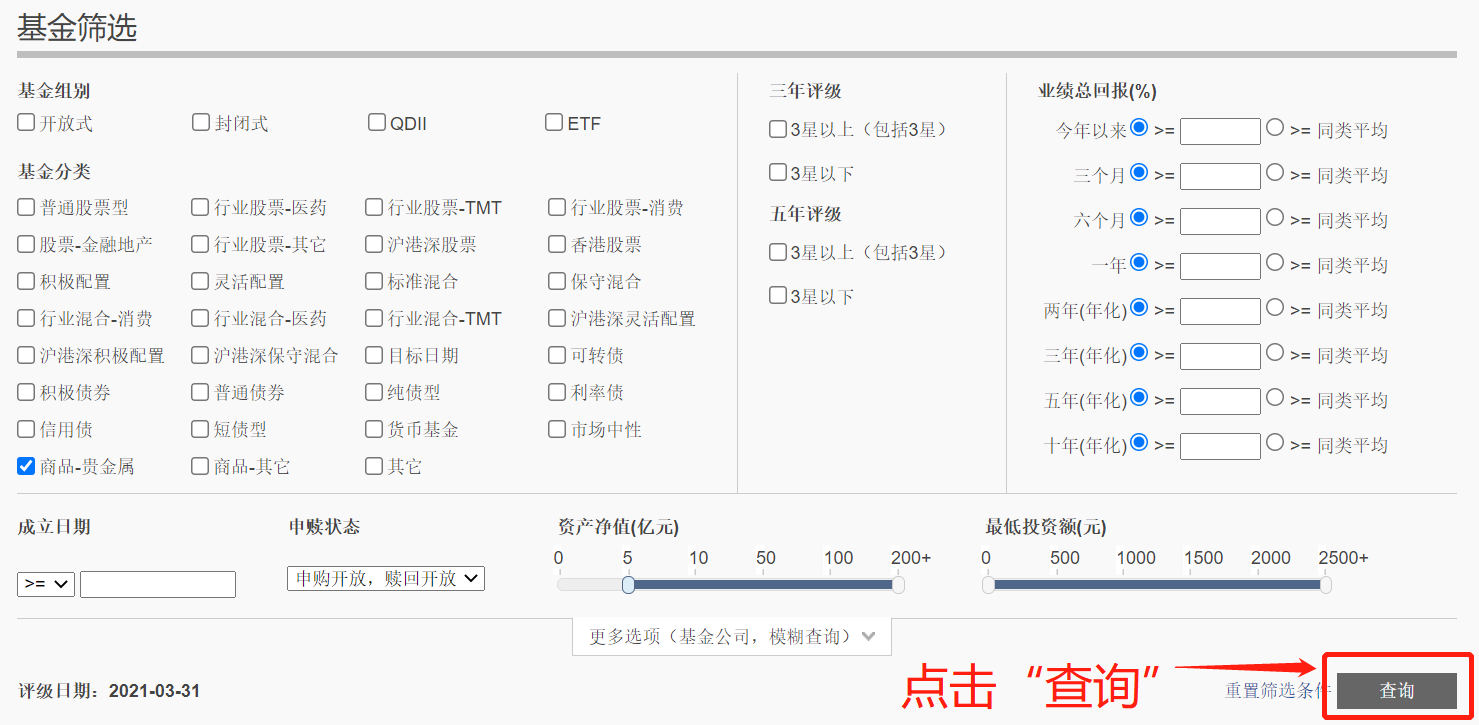 基金筛选
基金组别
开放式 封闭式 QDII ETF
基金分类
普通股票型 行业股票-医药 行业股票-TMT 行业股票-消费
股票-金融地产 行业股票-其它 沪港深股票 香港股票
积极配置 灵活配置 标准混合 保守混合
行业混合-消费 行业混合-医药 行业混合-TMT 沪港深灵活配置
沪港深积极配置 沪港深保守混合 目标日期 可转债
积极债券 普通债券 纯债型 利率债
信用债 短债型 货币基金 市场中性
商品-贵金属 商品-其它 其它
三年评级
3星以上（包括3星）
3星以下
五年评级
3星以上（包括3星）
3星以下
业绩总回报(%)
今年以来 >= >= 同类平均
三个月 >= >= 同类平均
六个月 >= >= 同类平均
一年 >= >= 同类平均
两年(年化) >= >= 同类平均
三年(年化) >= >= 同类平均
五年(年化) >= >= 同类平均
十年(年化) >= >= 同类平均
成立日期
>=
申赎状态
申购开放，赎回开放
资产净值(亿元)
0 5 10 50 100 200+
最低投资额(元)
0 500 1000 1500 2000 2500+
更多选项（基金公司，模糊查询）
评级日期：2021-03-31
点击“查询”
重置筛选条件
查询